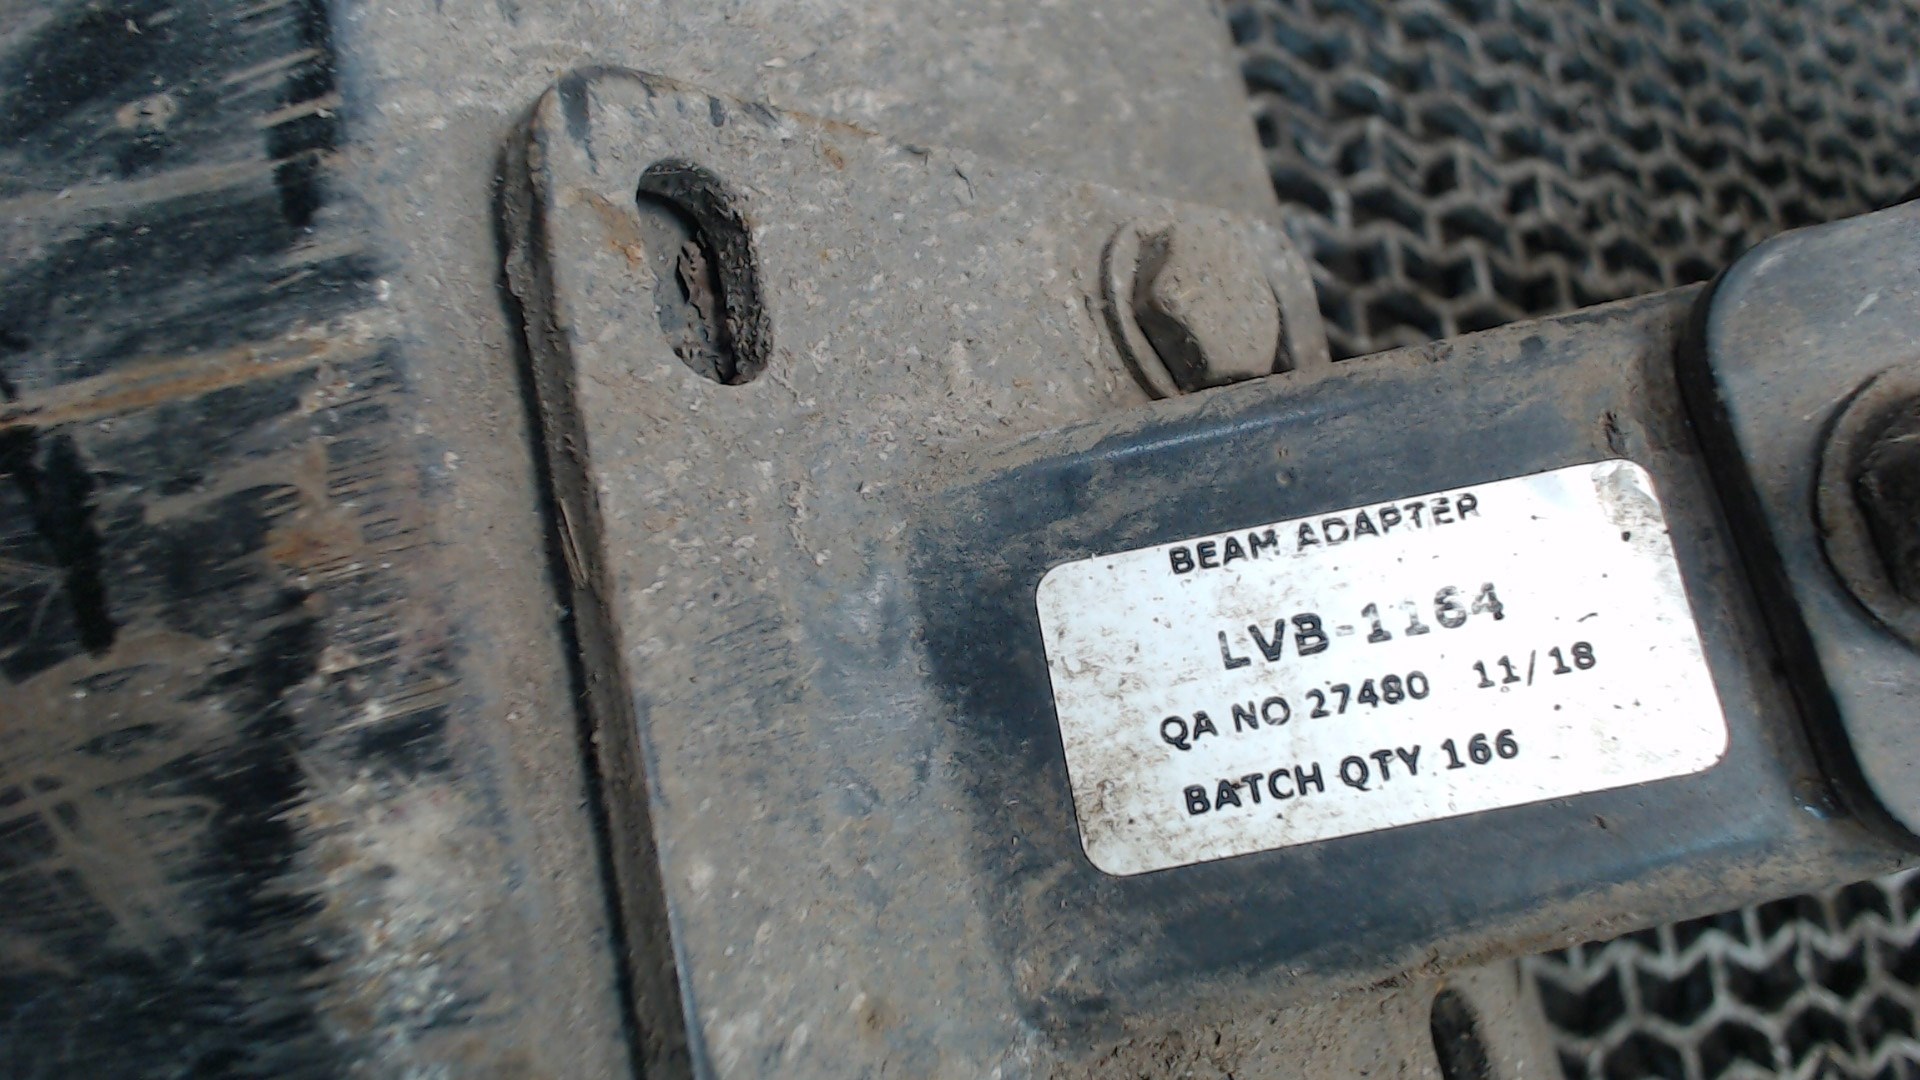 BEAM ADAPTER
LVB-1164
QA NO 27480 11/18
BATCH QTY 166